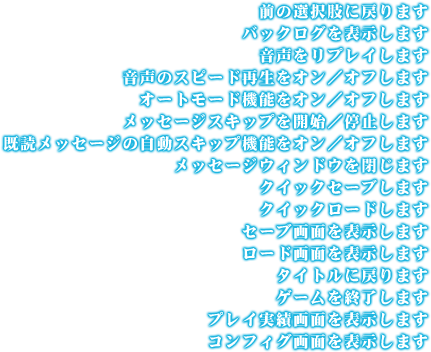 前の選択肢に戻ります
バックログを表示します
音声をリプレイします
音声のスピード再生をオン／オフします
オートモード機能をオン／オフします
メッセージスキップを開始／停止します
既読メッセージの自動スキップ機能をオン／オフします
メッセージウィンドウを閉じます
クイックセーブします
クイックロードします
セーブ画面を表示します
ロード画面を表示します
タイトルに戻ります
ゲームを終了します
プレイ実績画面を表示します
コンフィグ画面を表示します